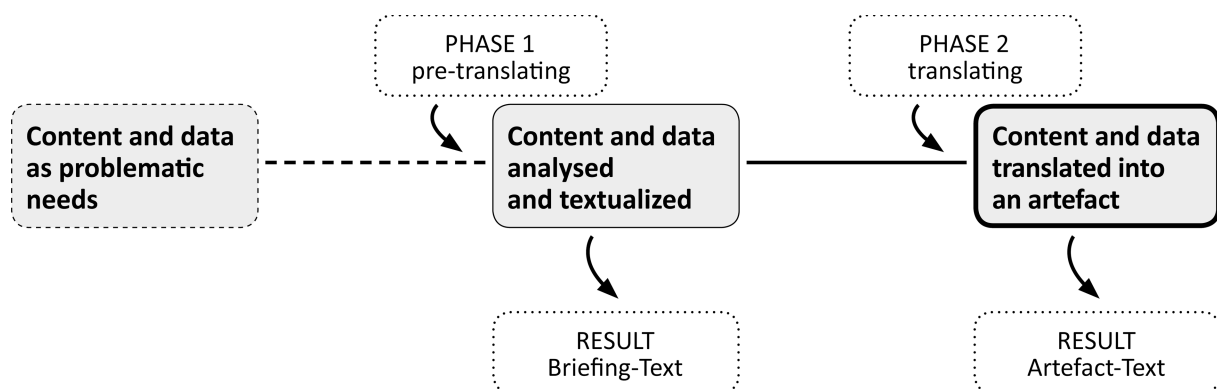 PHASE 1
pre-translating
PHASE 2
translating
Content and data
as problematic
needs
Content and data
analysed
and textualized
Content and data
translated into
an artefact
RESULT
Briefing-Text
RESULT
Artefact-Text